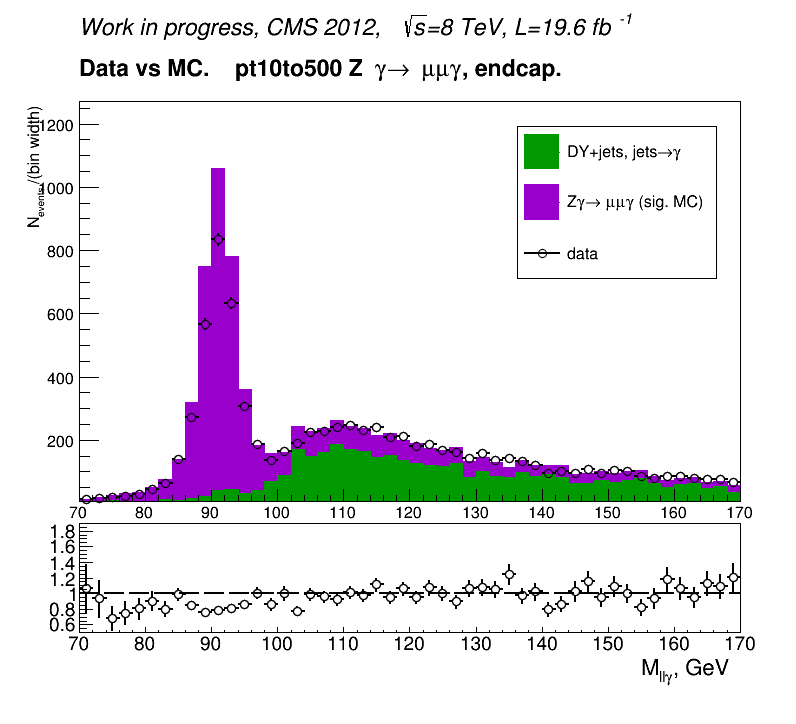 Work in progress, CMS 2012, √s=8 TeV, L=19.6 fb -1
Data vs MC. pt10to500 Z γ→ μμγ, endcap.
N events/(bin width)
1200
1000
800
600
400
200
DY+jets, jets→γ
Zγ→ μμγ (sig. MC)
data
70 80 90 100 110 120 130 140 150 160 170
1.8
1.6
1.4
1.2
1
0.8
0.6
70 80 90 100 110 120 130 140 150 160 170
M llγ, GeV